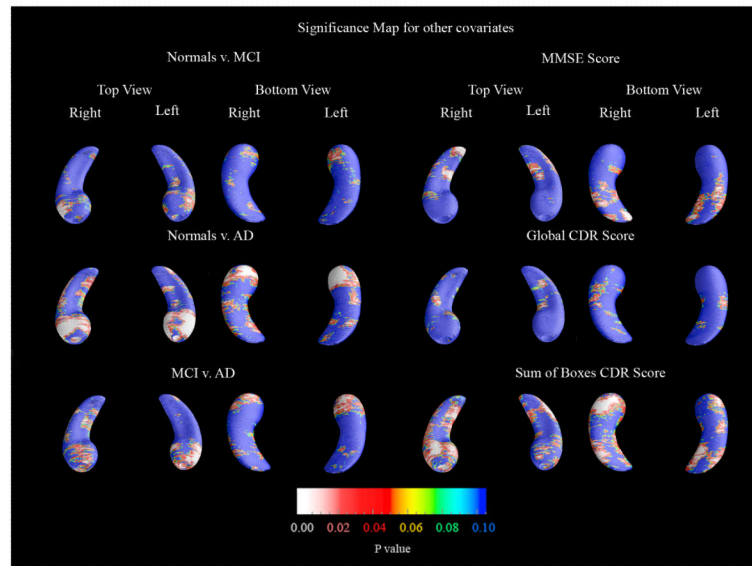 Significance Map for other covariates
Normals v. MCI
MMSE Score
Top View Bottom View Top View Bottom View
Right Left Right Left Right Left Right Left
Normals v. AD
Global CDR Score
MCI v. AD
Sum of Boxes CDR Score
0.00 0.02 0.04 0.06 0.08 0.10
P value